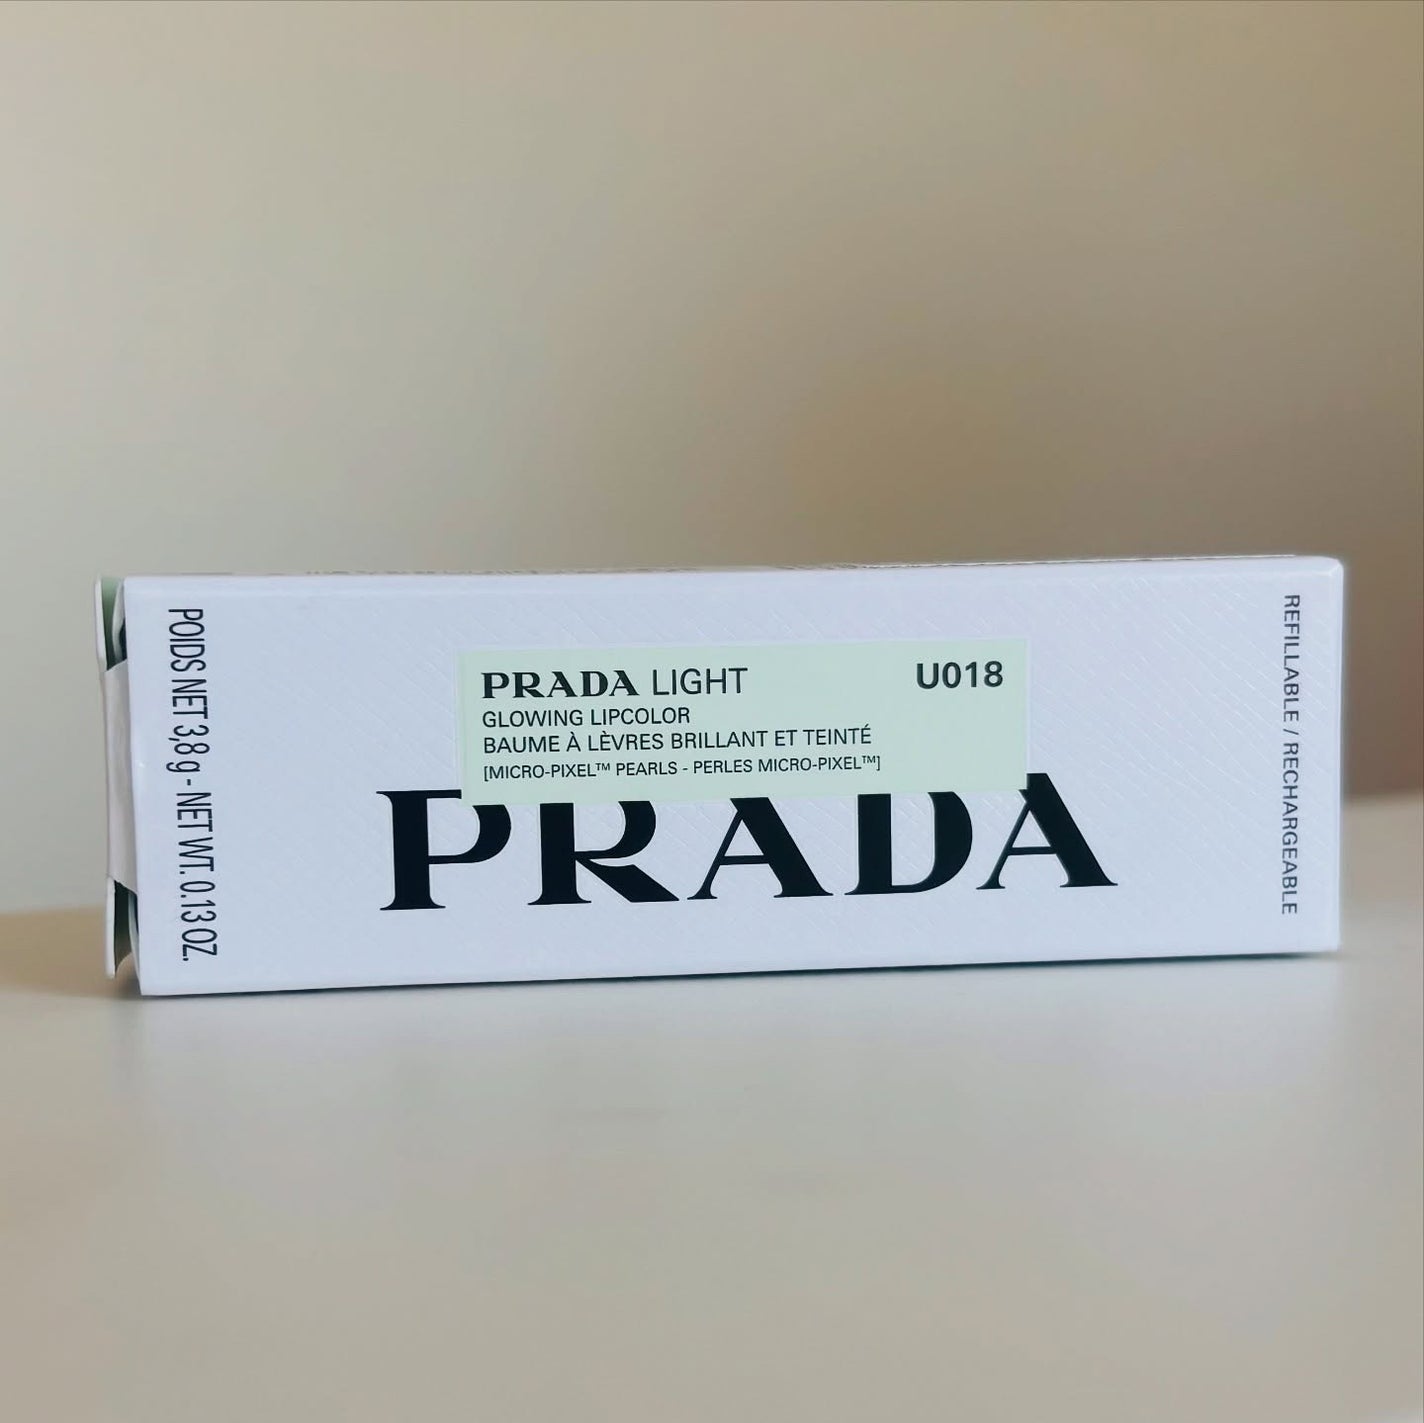 POIDS NET 3,8 g - NET WT. 0.13 OZ.
PRADA LIGHT
U018
GLOWING LIPCOLOR
BAUME À LÈVRES BRILLANT ET TEINTÉ
[MICRO-PIXEL™ PEARLS - PERLES MICRO-PIXEL™]
PRADA
REFILLABLE / RECHARGEABLE